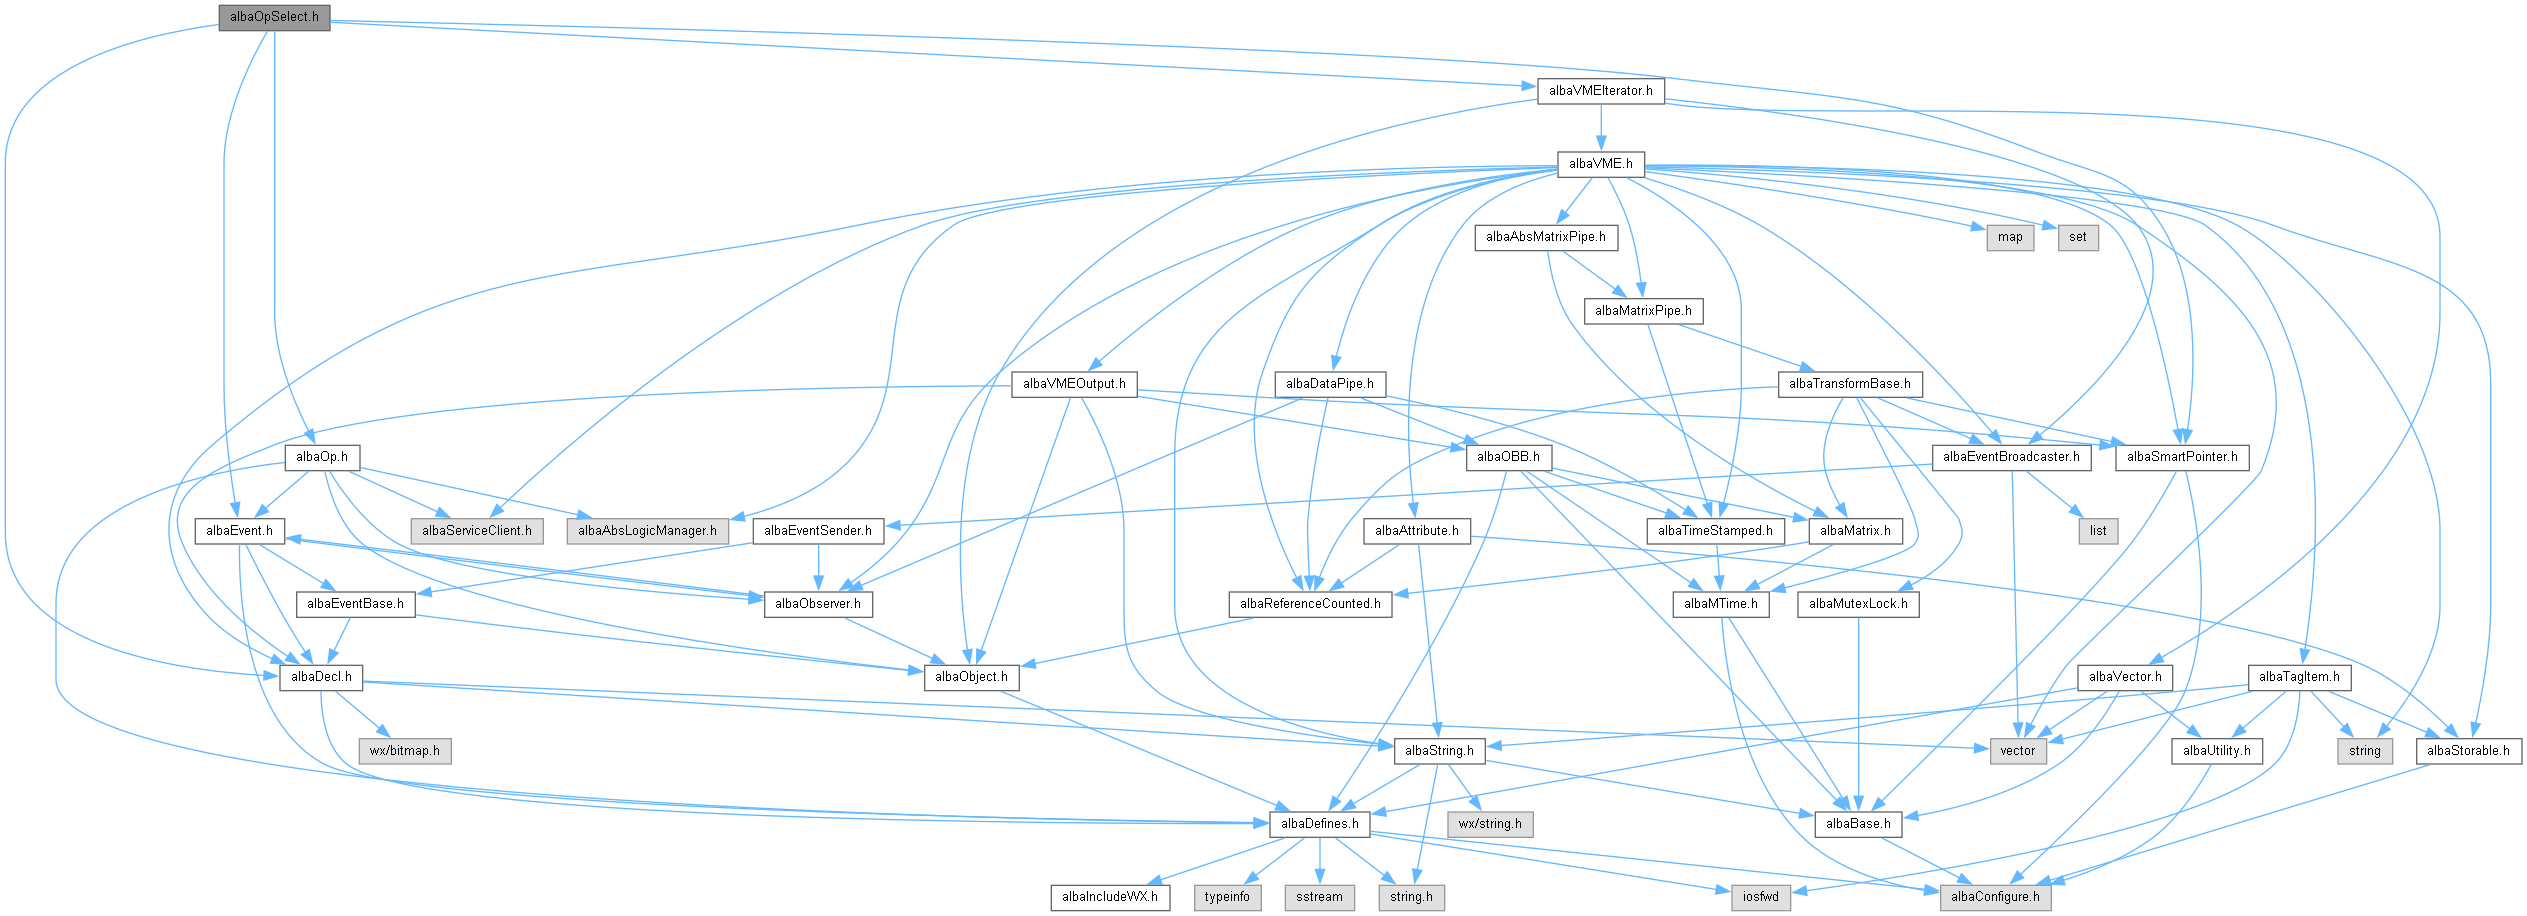 albaOpSelect.h
albaVMEIterator.h
albaVME.h
albaAbsMatrixPipe.h
map
set
albaMatrixPipe.h
albaVMEOutput.h
albaDataPipe.h
albaTransformBase.h
albaOp.h
albaOBB.h
albaEventBroadcaster.h
albaSmartPointer.h
albaEvent.h
albaServiceClient.h
albaAbsLogicManager.h
albaEventSender.h
albaAttribute.h
albaTimeStamped.h
albaMatrix.h
list
albaEventBase.h
albaObserver.h
albaReferenceCounted.h
albaMTime.h
albaMutexLock.h
albaDecl.h
albaObject.h
albaVector.h
albaTagItem.h
wx/bitmap.h
albaString.h
vector
albaUtility.h
string
albaStorable.h
albaDefines.h
wx/string.h
albaBase.h
albaIncludeWX.h
typeinfo
sstream
string.h
iosfwd
albaConfigure.h